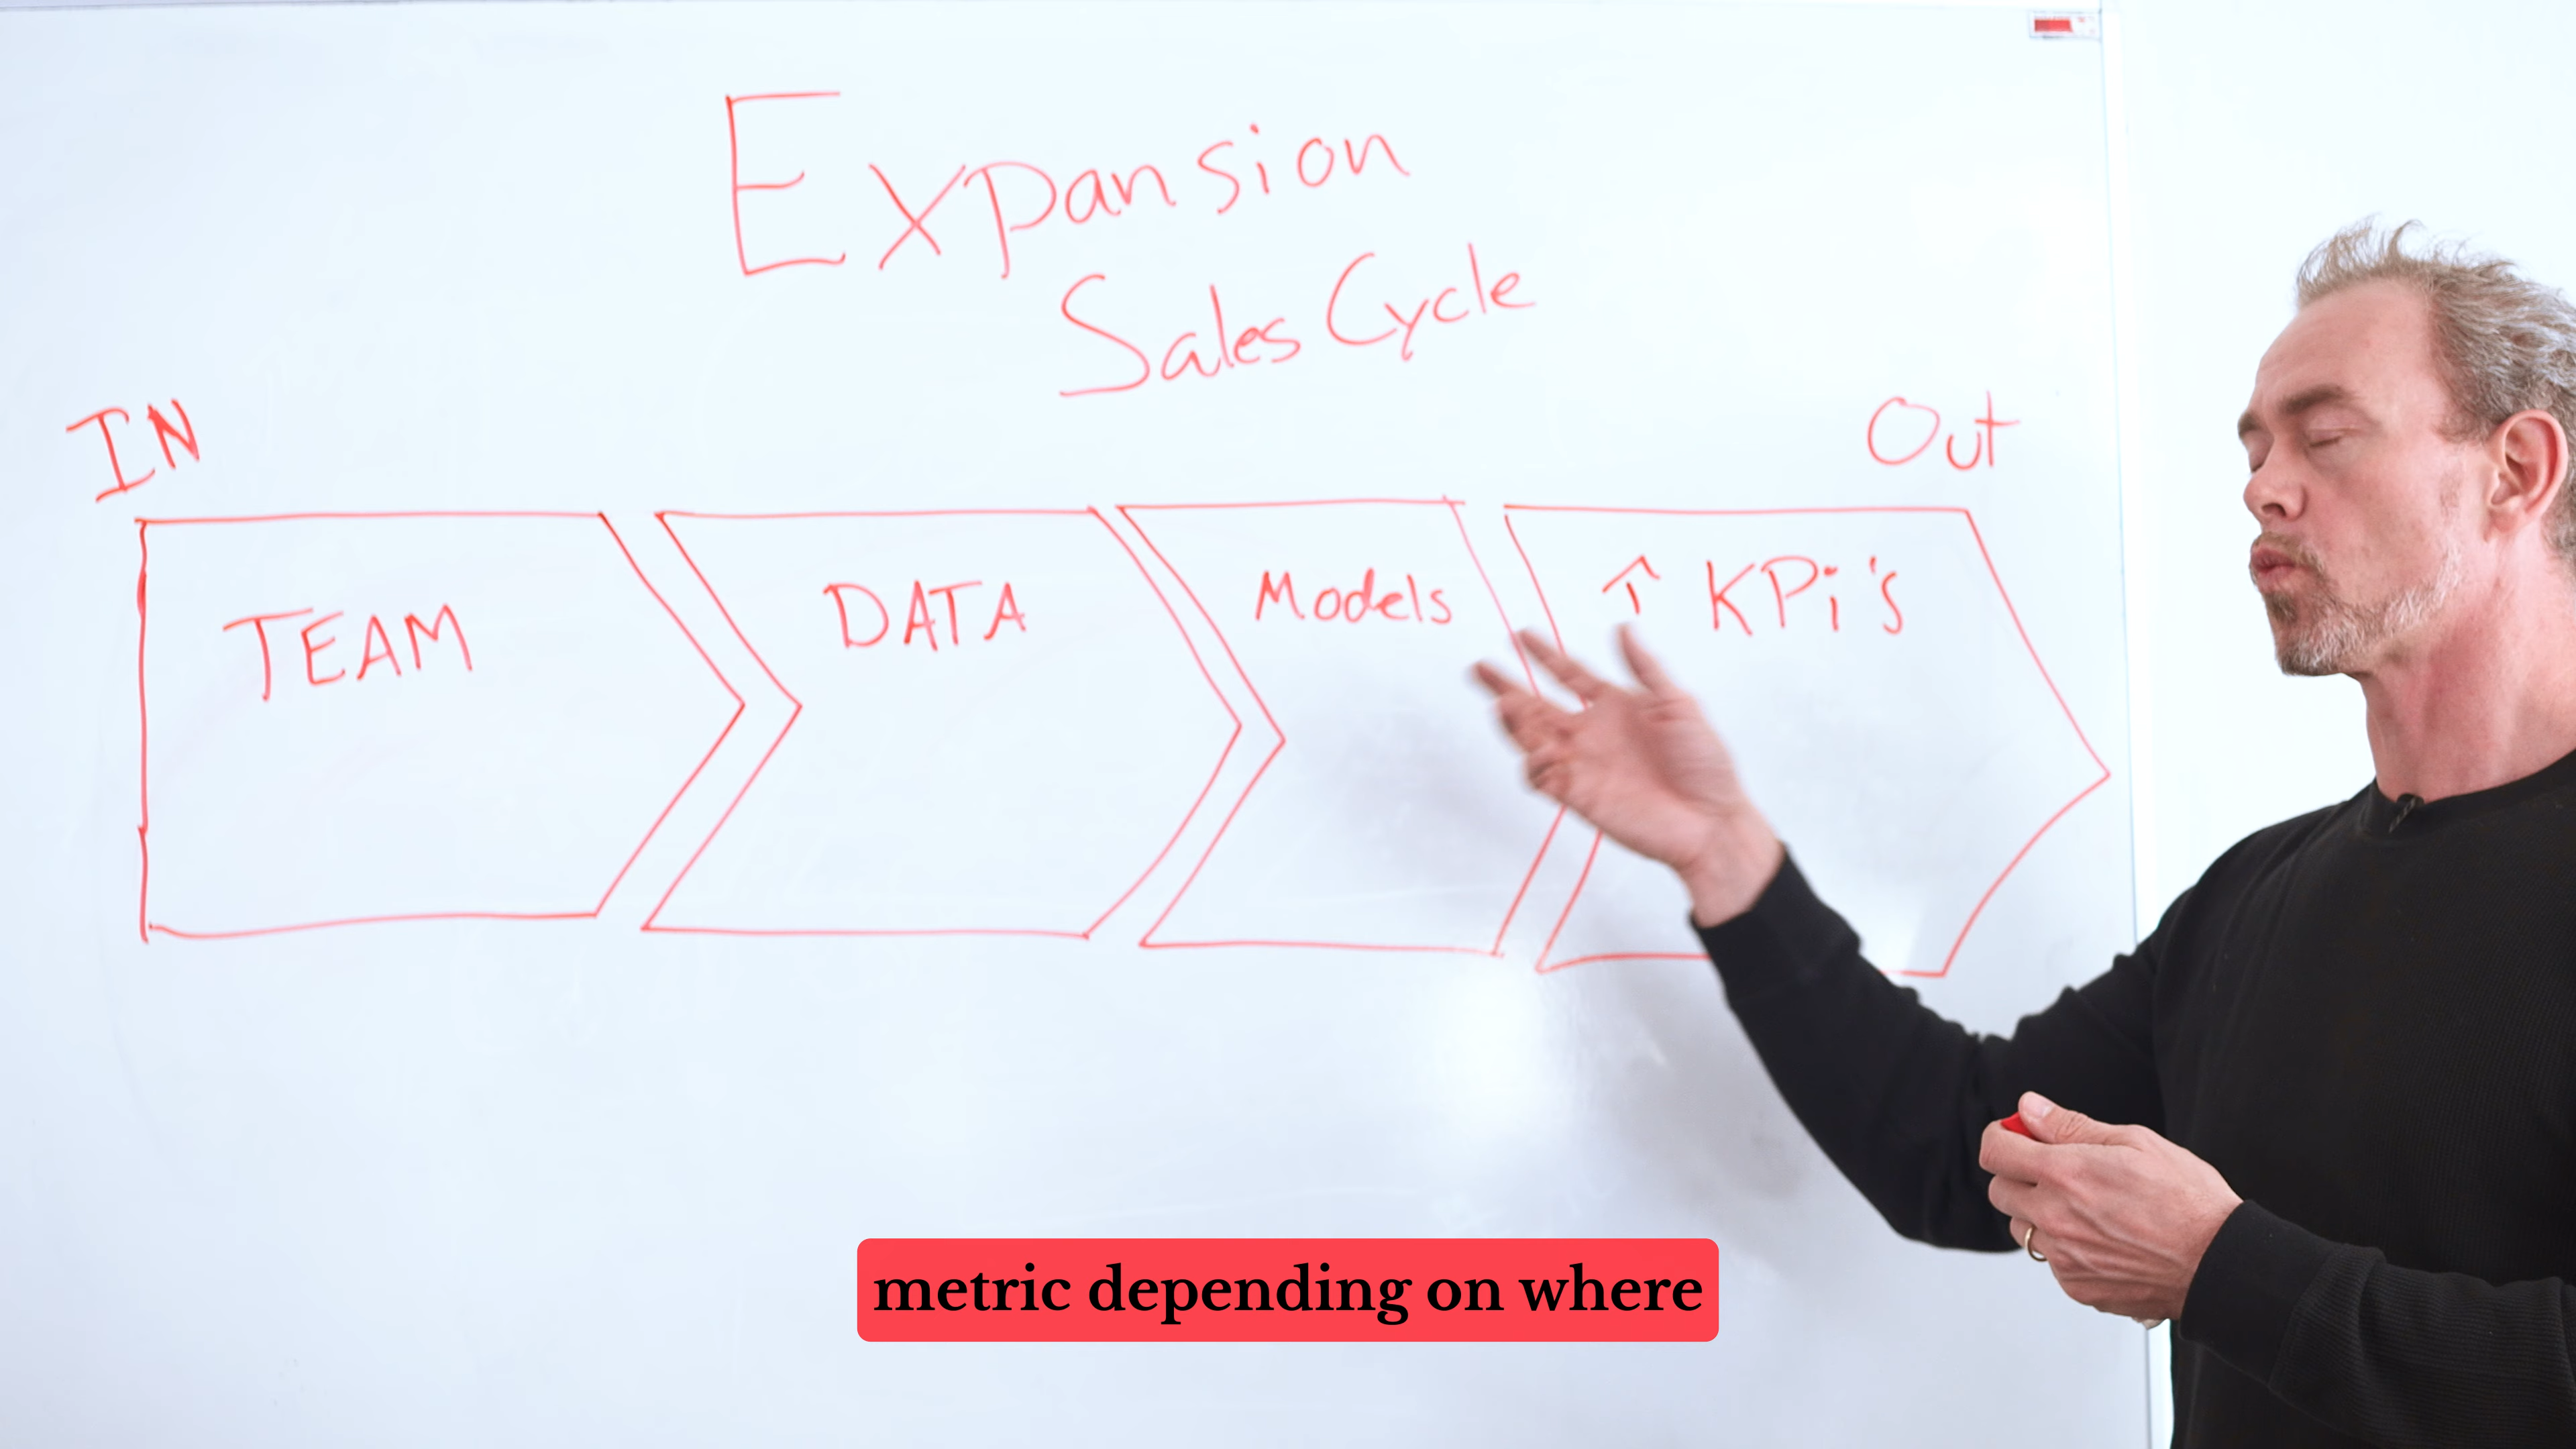 Expansion
Sales Cycle
IN
Out
TEAM
DATA
Models
↑ KPi's
metric depending on where